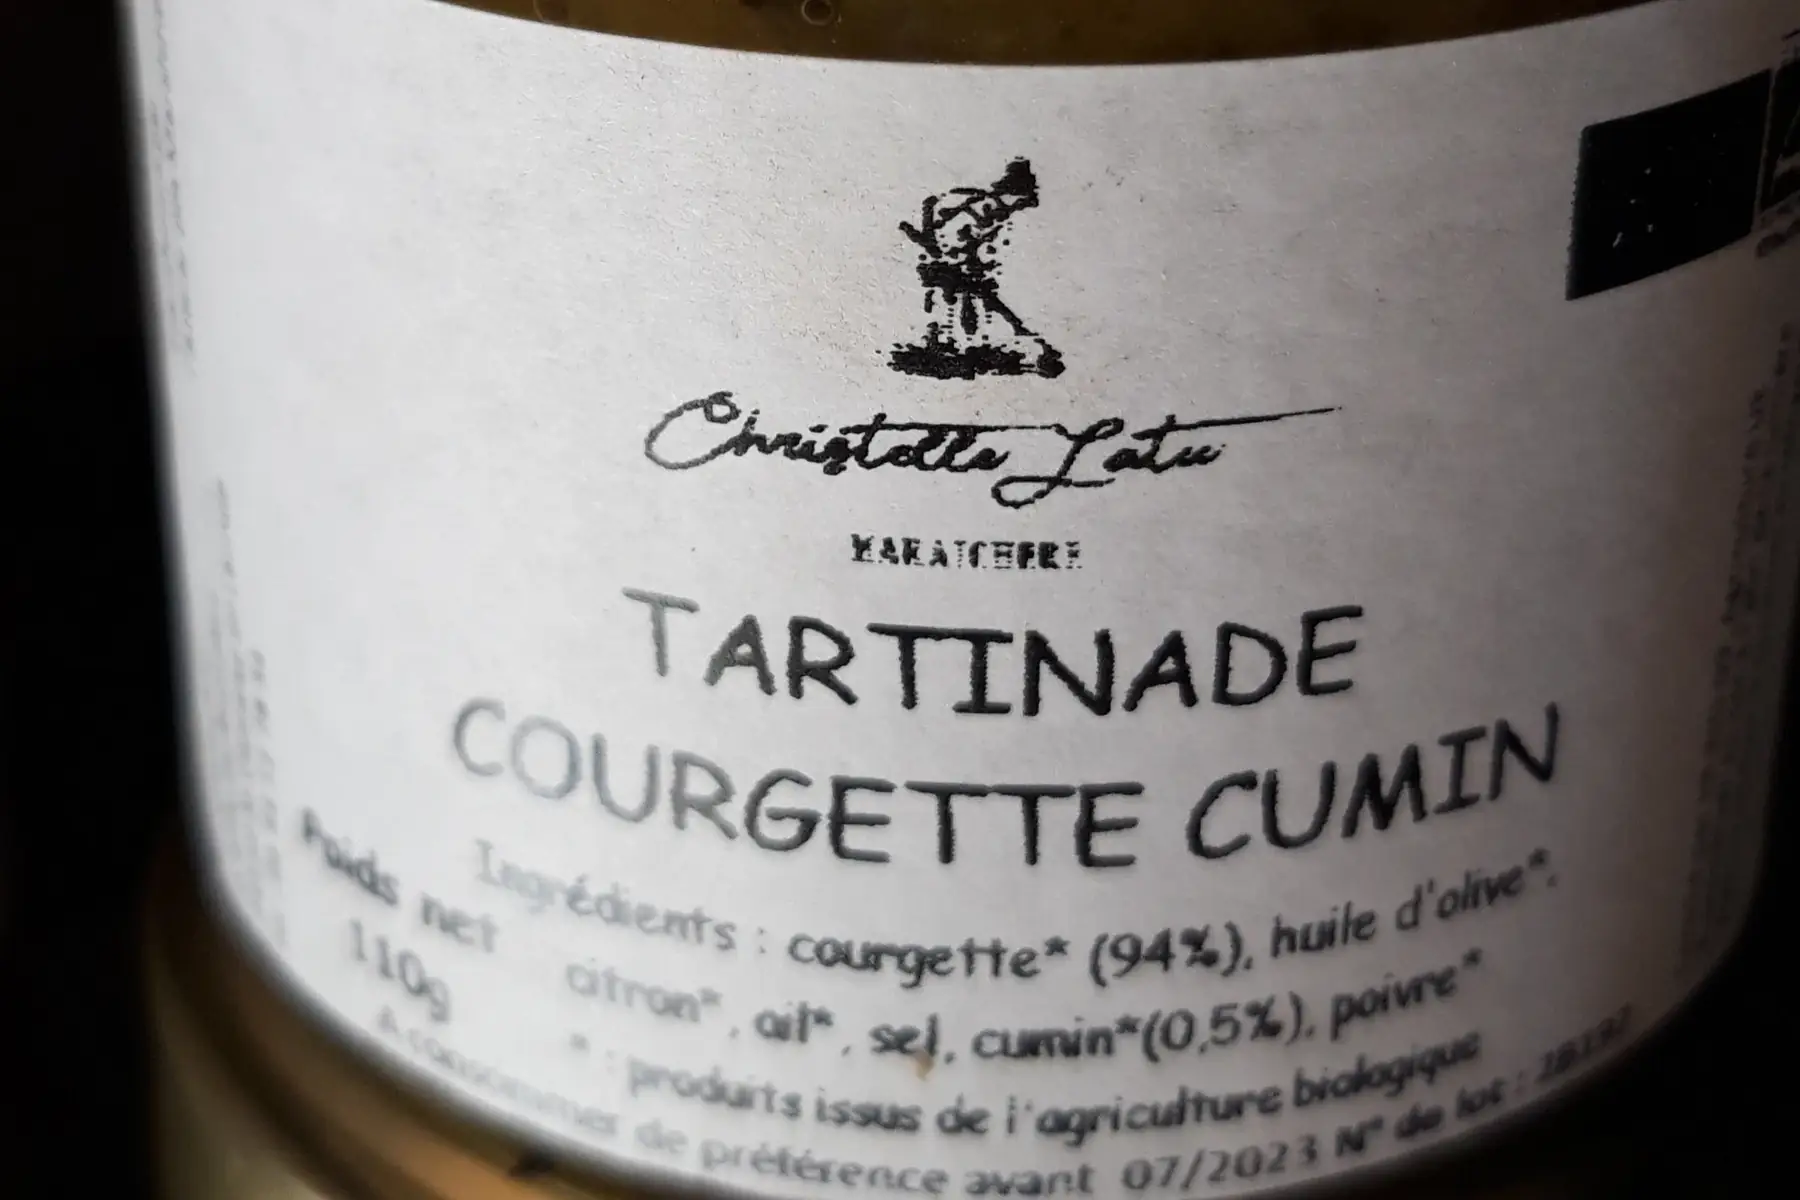 Christelle Latu
MARAICHERE
TARTINADE
COURGETTE CUMIN
Poids net
110g
Ingrédients : courgette* (94%), huile d'olive*,
citron*, ail*, sel, cumin*(0,5%), poivre*
* : produits issus de l'agriculture biologique
A consommer de préférence avant 07/2023 N° de lot :